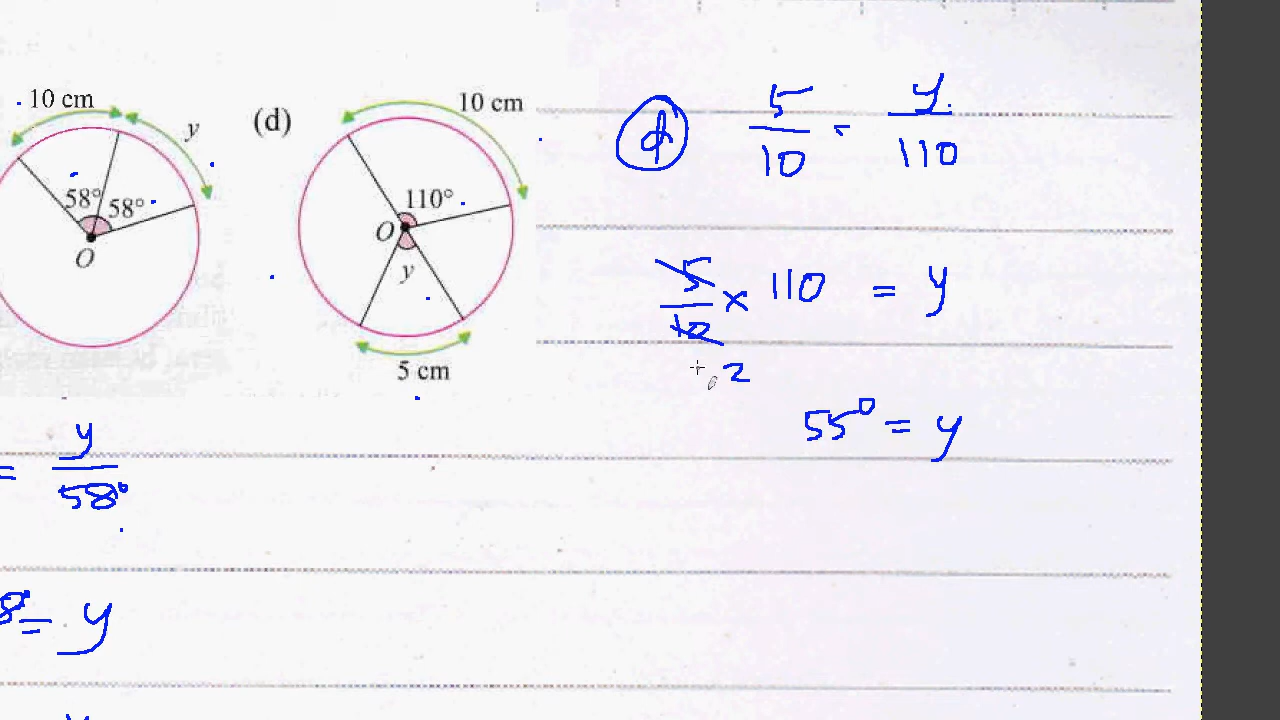 10 cm
y
58° 58°
O
(d)
10 cm
110°
O
y
5 cm
d
5/10 = y/110
5/10 × 110 = y
2
55° = y
= y/58°
8° = y